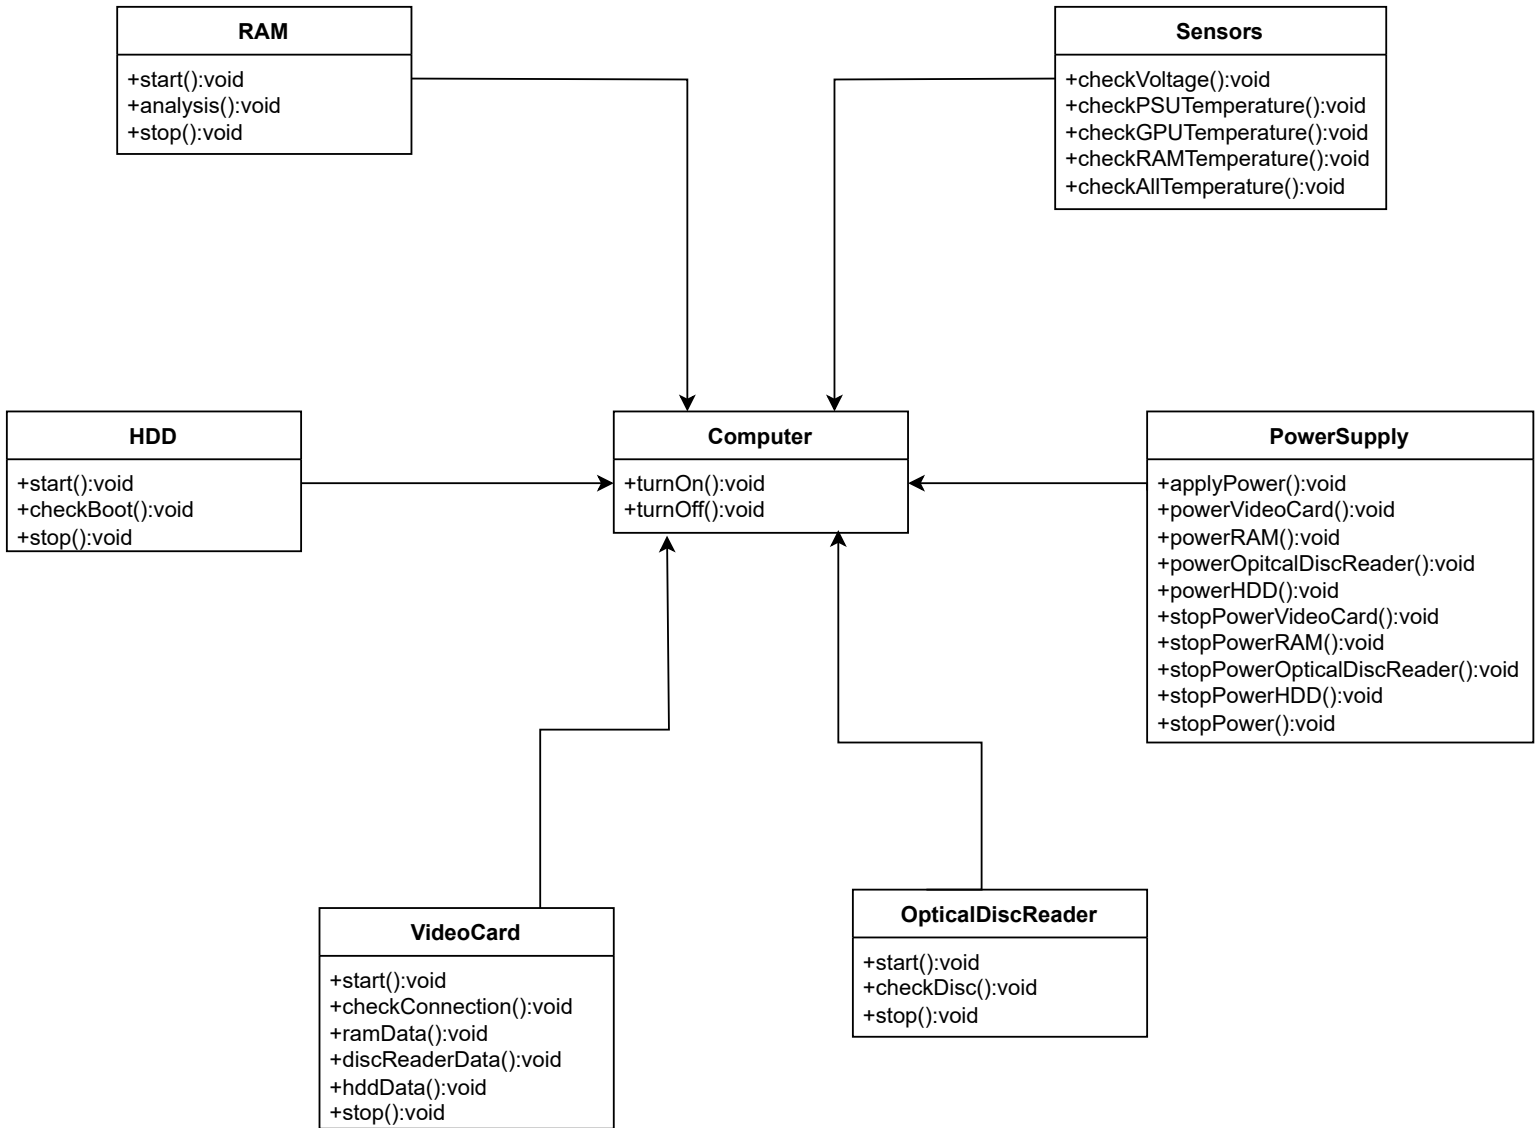 RAM
+start():void
+analysis():void
+stop():void
Sensors
+checkVoltage():void
+checkPSUTemperature():void
+checkGPUTemperature():void
+checkRAMTemperature():void
+checkAllTemperature():void
HDD
+start():void
+checkBoot():void
+stop():void
Computer
+turnOn():void
+turnOff():void
PowerSupply
+applyPower():void
+powerVideoCard():void
+powerRAM():void
+powerOpitcalDiscReader():void
+powerHDD():void
+stopPowerVideoCard():void
+stopPowerRAM():void
+stopPowerOpticalDiscReader():void
+stopPowerHDD():void
+stopPower():void
VideoCard
+start():void
+checkConnection():void
+ramData():void
+discReaderData():void
+hddData():void
+stop():void
OpticalDiscReader
+start():void
+checkDisc():void
+stop():void